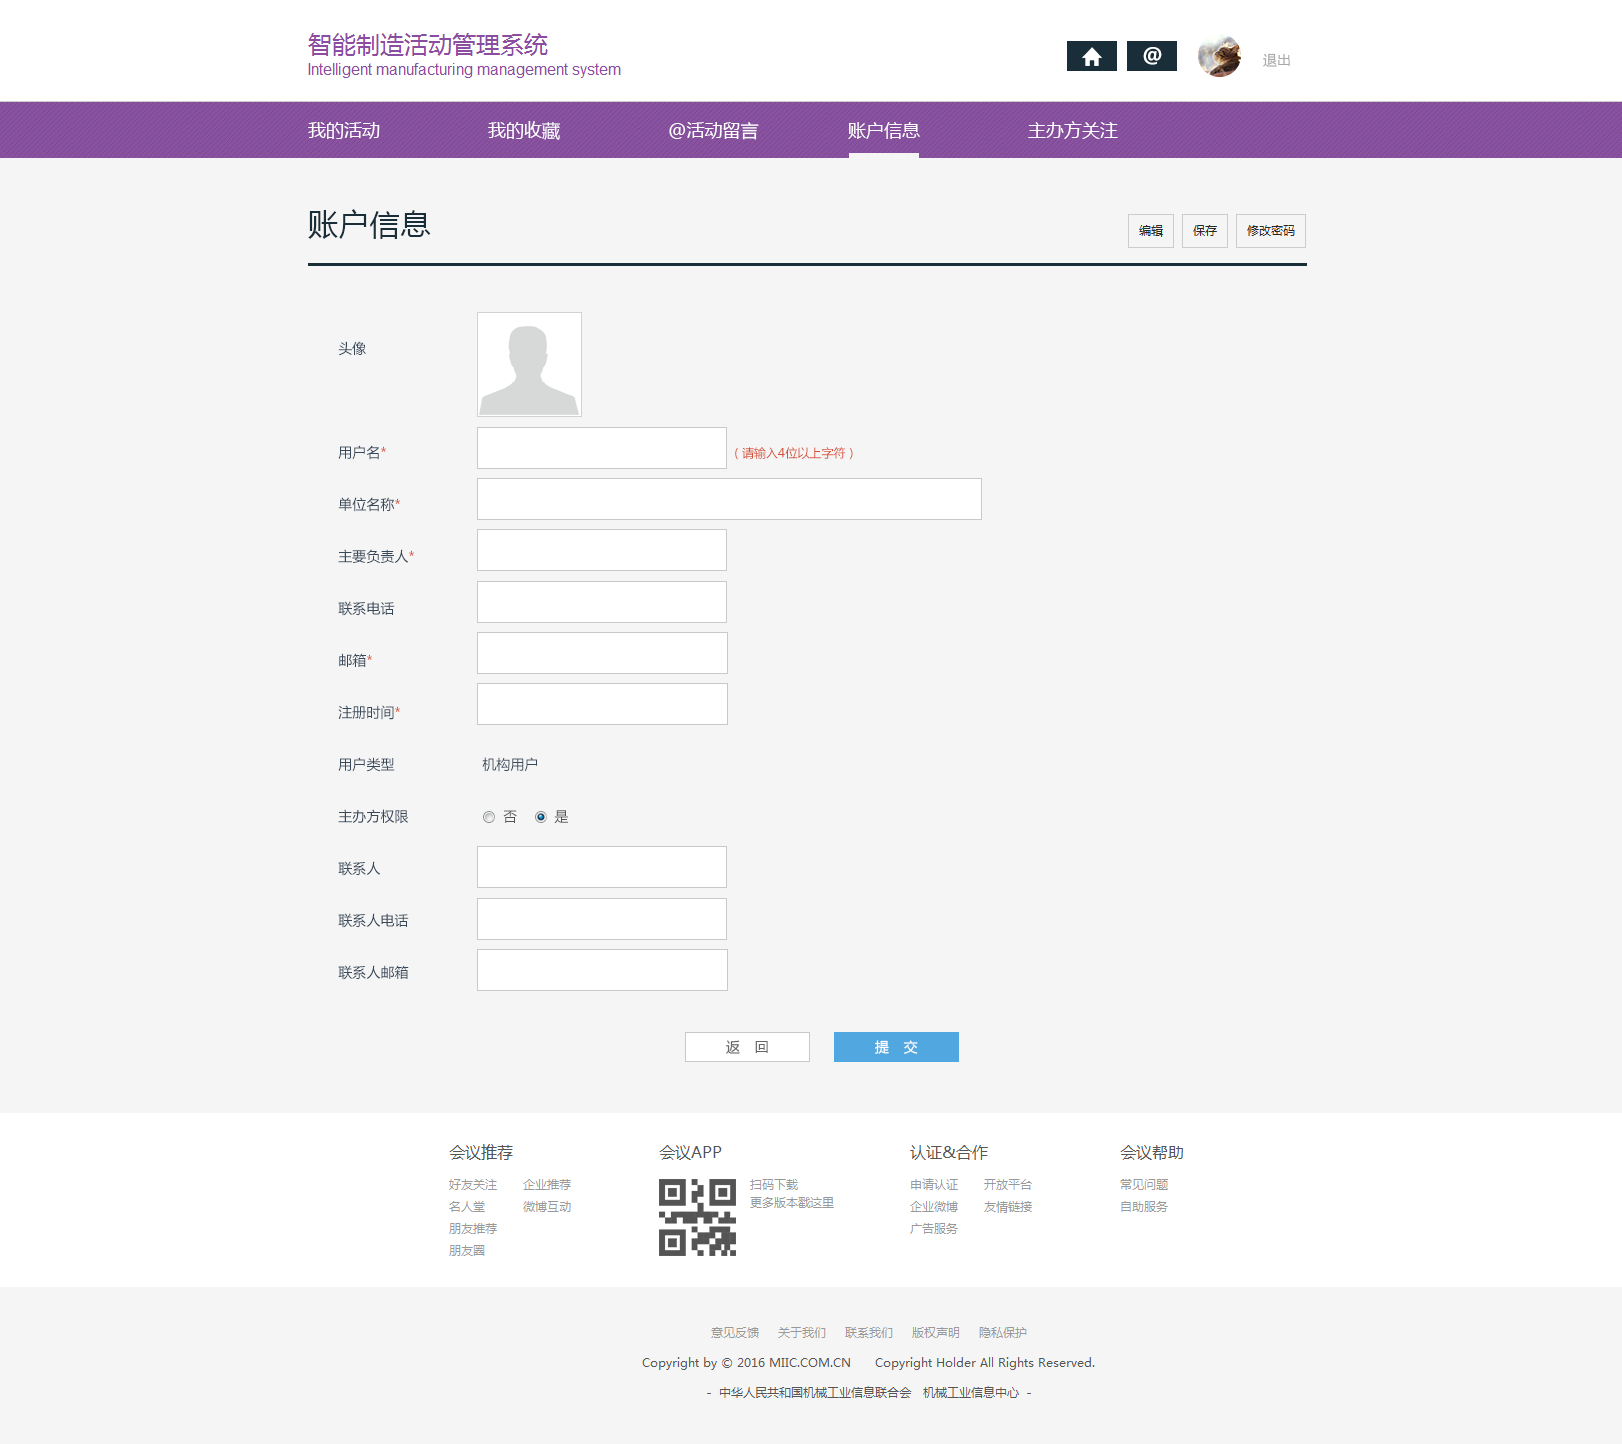 智能制造活动管理系统
Intelligent manufacturing management system
@
退出
我的活动 我的收藏 @活动留言 账户信息 主办方关注
账户信息
编辑 保存 修改密码
头像
用户名* （请输入4位以上字符）
单位名称*
主要负责人*
联系电话
邮箱*
注册时间*
用户类型 机构用户
主办方权限 否 是
联系人
联系人电话
联系人邮箱
返 回 提 交
会议推荐 会议APP 认证&合作 会议帮助
好友关注 企业推荐 扫码下载 申请认证 开放平台 常见问题
名人堂 微博互动 更多版本戳这里 企业微博 友情链接 自助服务
朋友推荐 广告服务
朋友圈
意见反馈 关于我们 联系我们 版权声明 隐私保护
Copyright by © 2016 MIIC.COM.CN Copyright Holder All Rights Reserved.
- 中华人民共和国机械工业信息联合会 机械工业信息中心 -